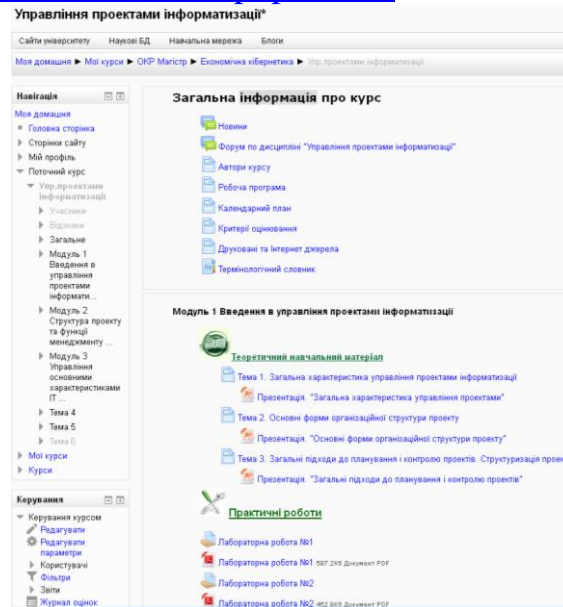 Управління проектами інформатизації*
Сайти університету Наукові БД Навчальна мережа Блоги
Моя домашня ► Мої курси ► ОКР Магістр ► Економічна кібернетика ► Упр.проектами інформатизації
Навігація
Моя домашня
Головна сторінка
Сторінки сайту
Мій профіль
Поточний курс
Упр.проектами
інформатизації
Учасники
Відзнаки
Загальне
Модуль 1
Введення в
управління
проектами
інформати...
Модуль 2
Структура проекту
та функції
менеджменту ...
Модуль 3
Управління
основними
характеристиками
ІТ ...
Тема 4
Тема 5
Тема 6
Мої курси
Курси
Керування
Керування курсом
Редагувати
Редагувати
параметри
Користувачі
Фільтри
Звіти
Журнал оцінок
Загальна інформація про курс
Новини
Форум по дисципліні "Управління проектами інформатизації"
Автори курсу
Робоча програма
Календарний план
Критерії оцінювання
Друковані та Інтернет джерела
Термінологічний словник
Модуль 1 Введення в управління проектами інформатизації
Теоретичний навчальний матеріал
Тема 1. Загальна характеристика управління проектами інформатизації
Презентація. "Загальна характеристика управління проектами"
Тема 2. Основні форми організаційної структури проекту
Презентація. "Основні форми організаційної структури проекту"
Тема 3. Загальні підходи до планування і контролю проектів. Структуризація
Презентація. "Загальні підходи до планування і контролю проектів"
Практичні роботи
Лабораторна робота №1
Лабораторна робота №1 597.2Кб Документ PDF
Лабораторна робота №2
Лабораторна робота №2 452.9Кб Документ PDF